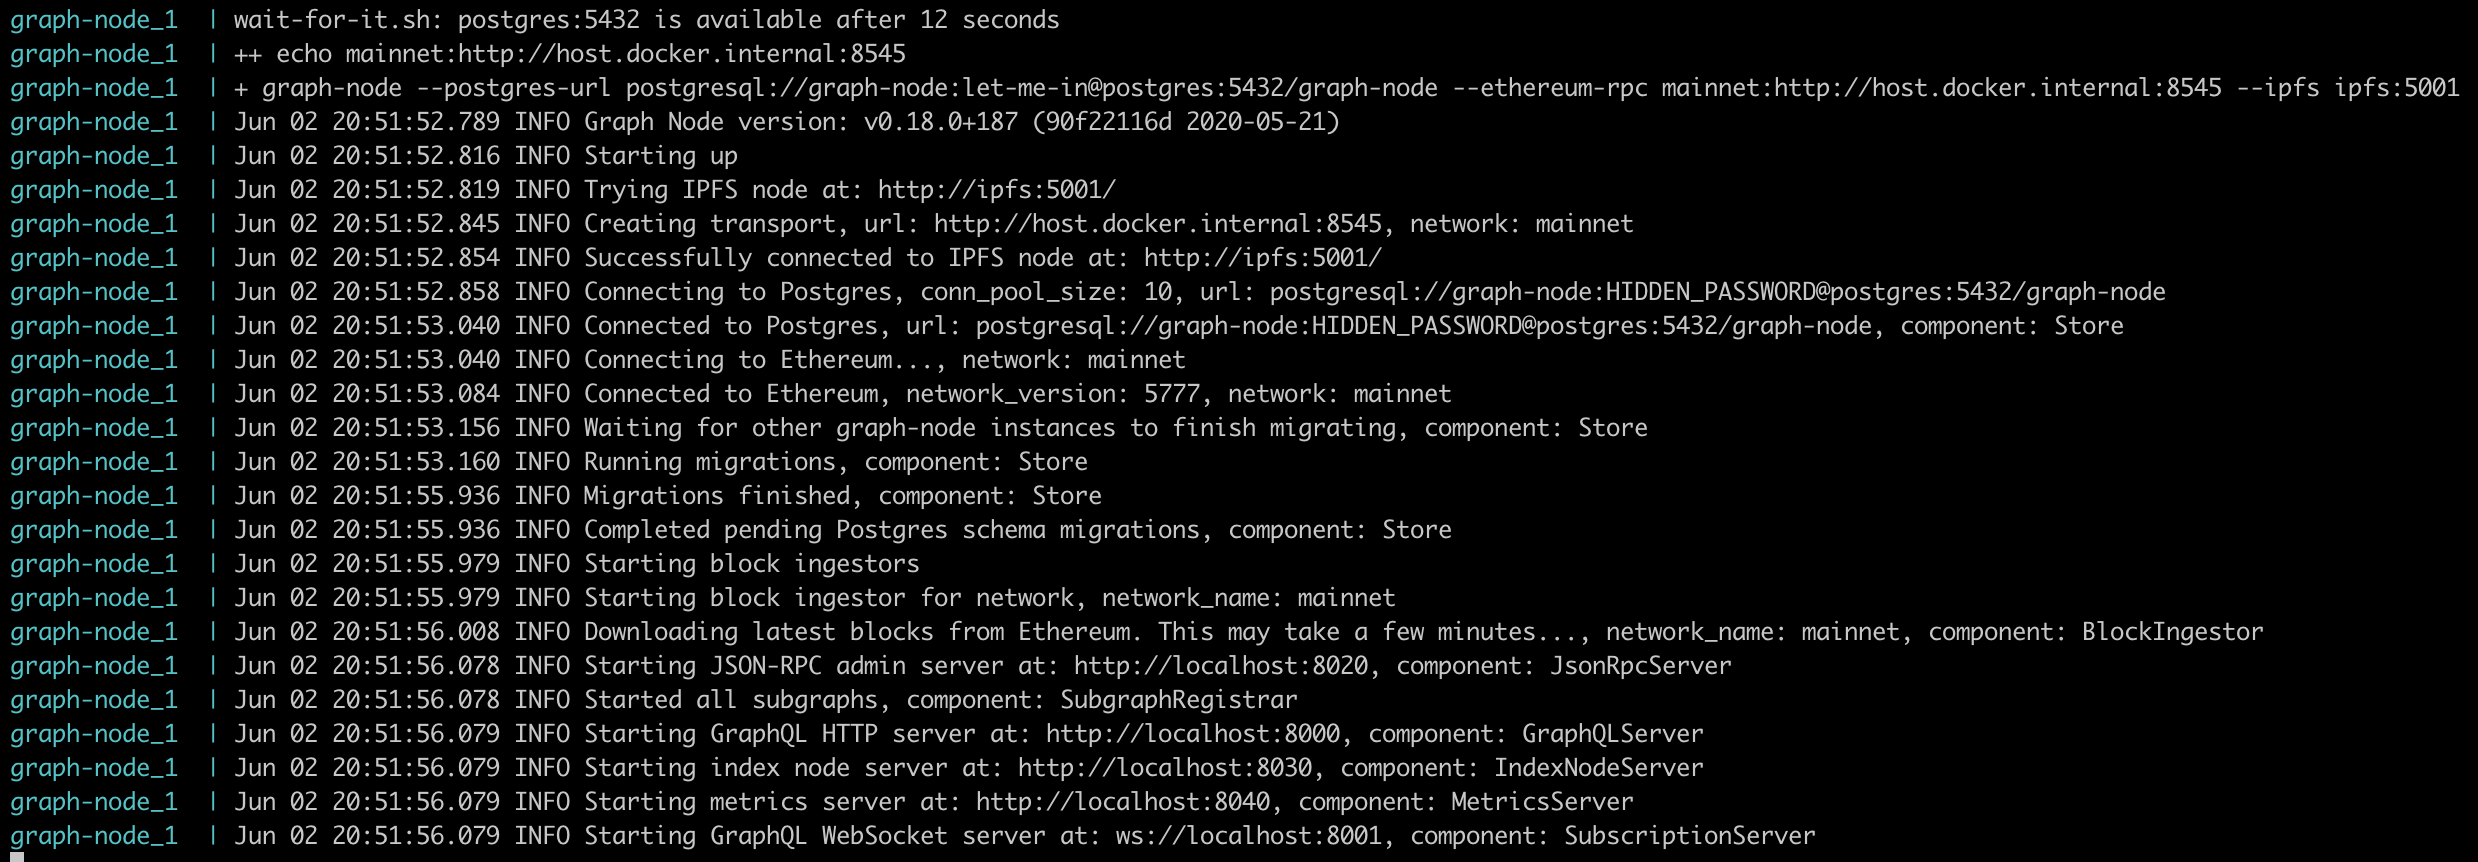 graph-node_1  | wait-for-it.sh: postgres:5432 is available after 12 seconds
graph-node_1  | ++ echo mainnet:http://host.docker.internal:8545
graph-node_1  | + graph-node --postgres-url postgresql://graph-node:let-me-in@postgres:5432/graph-node --ethereum-rpc mainnet:http://host.docker.internal:8545 --ipfs ipfs:5001
graph-node_1  | Jun 02 20:51:52.789 INFO Graph Node version: v0.18.0+187 (90f22116d 2020-05-21)
graph-node_1  | Jun 02 20:51:52.816 INFO Starting up
graph-node_1  | Jun 02 20:51:52.819 INFO Trying IPFS node at: http://ipfs:5001/
graph-node_1  | Jun 02 20:51:52.845 INFO Creating transport, url: http://host.docker.internal:8545, network: mainnet
graph-node_1  | Jun 02 20:51:52.854 INFO Successfully connected to IPFS node at: http://ipfs:5001/
graph-node_1  | Jun 02 20:51:52.858 INFO Connecting to Postgres, conn_pool_size: 10, url: postgresql://graph-node:HIDDEN_PASSWORD@postgres:5432/graph-node
graph-node_1  | Jun 02 20:51:53.040 INFO Connected to Postgres, url: postgresql://graph-node:HIDDEN_PASSWORD@postgres:5432/graph-node, component: Store
graph-node_1  | Jun 02 20:51:53.040 INFO Connecting to Ethereum..., network: mainnet
graph-node_1  | Jun 02 20:51:53.084 INFO Connected to Ethereum, network_version: 5777, network: mainnet
graph-node_1  | Jun 02 20:51:53.156 INFO Waiting for other graph-node instances to finish migrating, component: Store
graph-node_1  | Jun 02 20:51:53.160 INFO Running migrations, component: Store
graph-node_1  | Jun 02 20:51:55.936 INFO Migrations finished, component: Store
graph-node_1  | Jun 02 20:51:55.936 INFO Completed pending Postgres schema migrations, component: Store
graph-node_1  | Jun 02 20:51:55.979 INFO Starting block ingestors
graph-node_1  | Jun 02 20:51:55.979 INFO Starting block ingestor for network, network_name: mainnet
graph-node_1  | Jun 02 20:51:56.008 INFO Downloading latest blocks from Ethereum. This may take a few minutes..., network_name: mainnet, component: BlockIngestor
graph-node_1  | Jun 02 20:51:56.078 INFO Starting JSON-RPC admin server at: http://localhost:8020, component: JsonRpcServer
graph-node_1  | Jun 02 20:51:56.078 INFO Started all subgraphs, component: SubgraphRegistrar
graph-node_1  | Jun 02 20:51:56.079 INFO Starting GraphQL HTTP server at: http://localhost:8000, component: GraphQLServer
graph-node_1  | Jun 02 20:51:56.079 INFO Starting index node server at: http://localhost:8030, component: IndexNodeServer
graph-node_1  | Jun 02 20:51:56.079 INFO Starting metrics server at: http://localhost:8040, component: MetricsServer
graph-node_1  | Jun 02 20:51:56.079 INFO Starting GraphQL WebSocket server at: ws://localhost:8001, component: SubscriptionServer